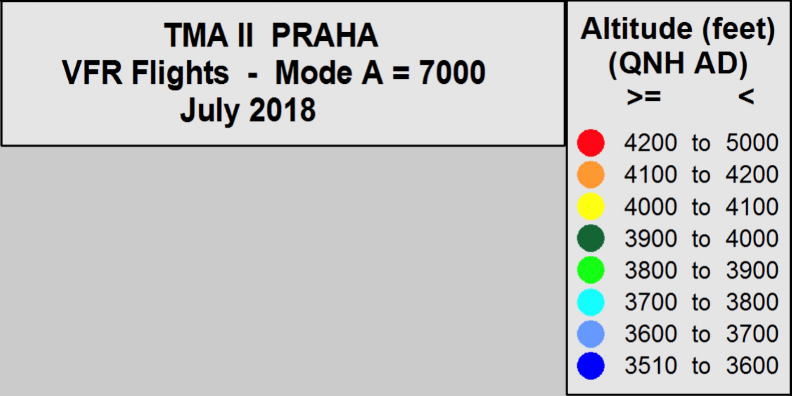 TMA II PRAHA
VFR Flights - Mode A = 7000
July 2018
Altitude (feet)
(QNH AD)
>= <
4200 to 5000
4100 to 4200
4000 to 4100
3900 to 4000
3800 to 3900
3700 to 3800
3600 to 3700
3510 to 3600